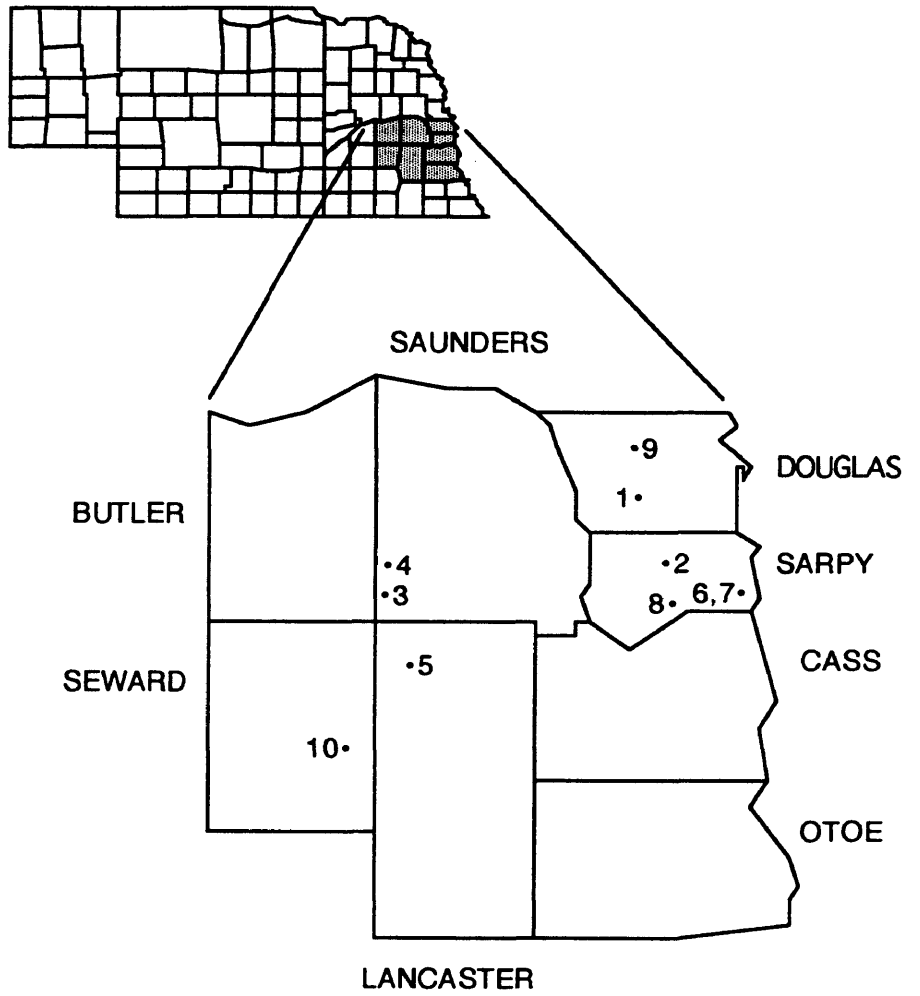 SAUNDERS
9
DOUGLAS
1
BUTLER
4
2
SARPY
3
8 6,7
CASS
5
SEWARD
10
OTOE
LANCASTER